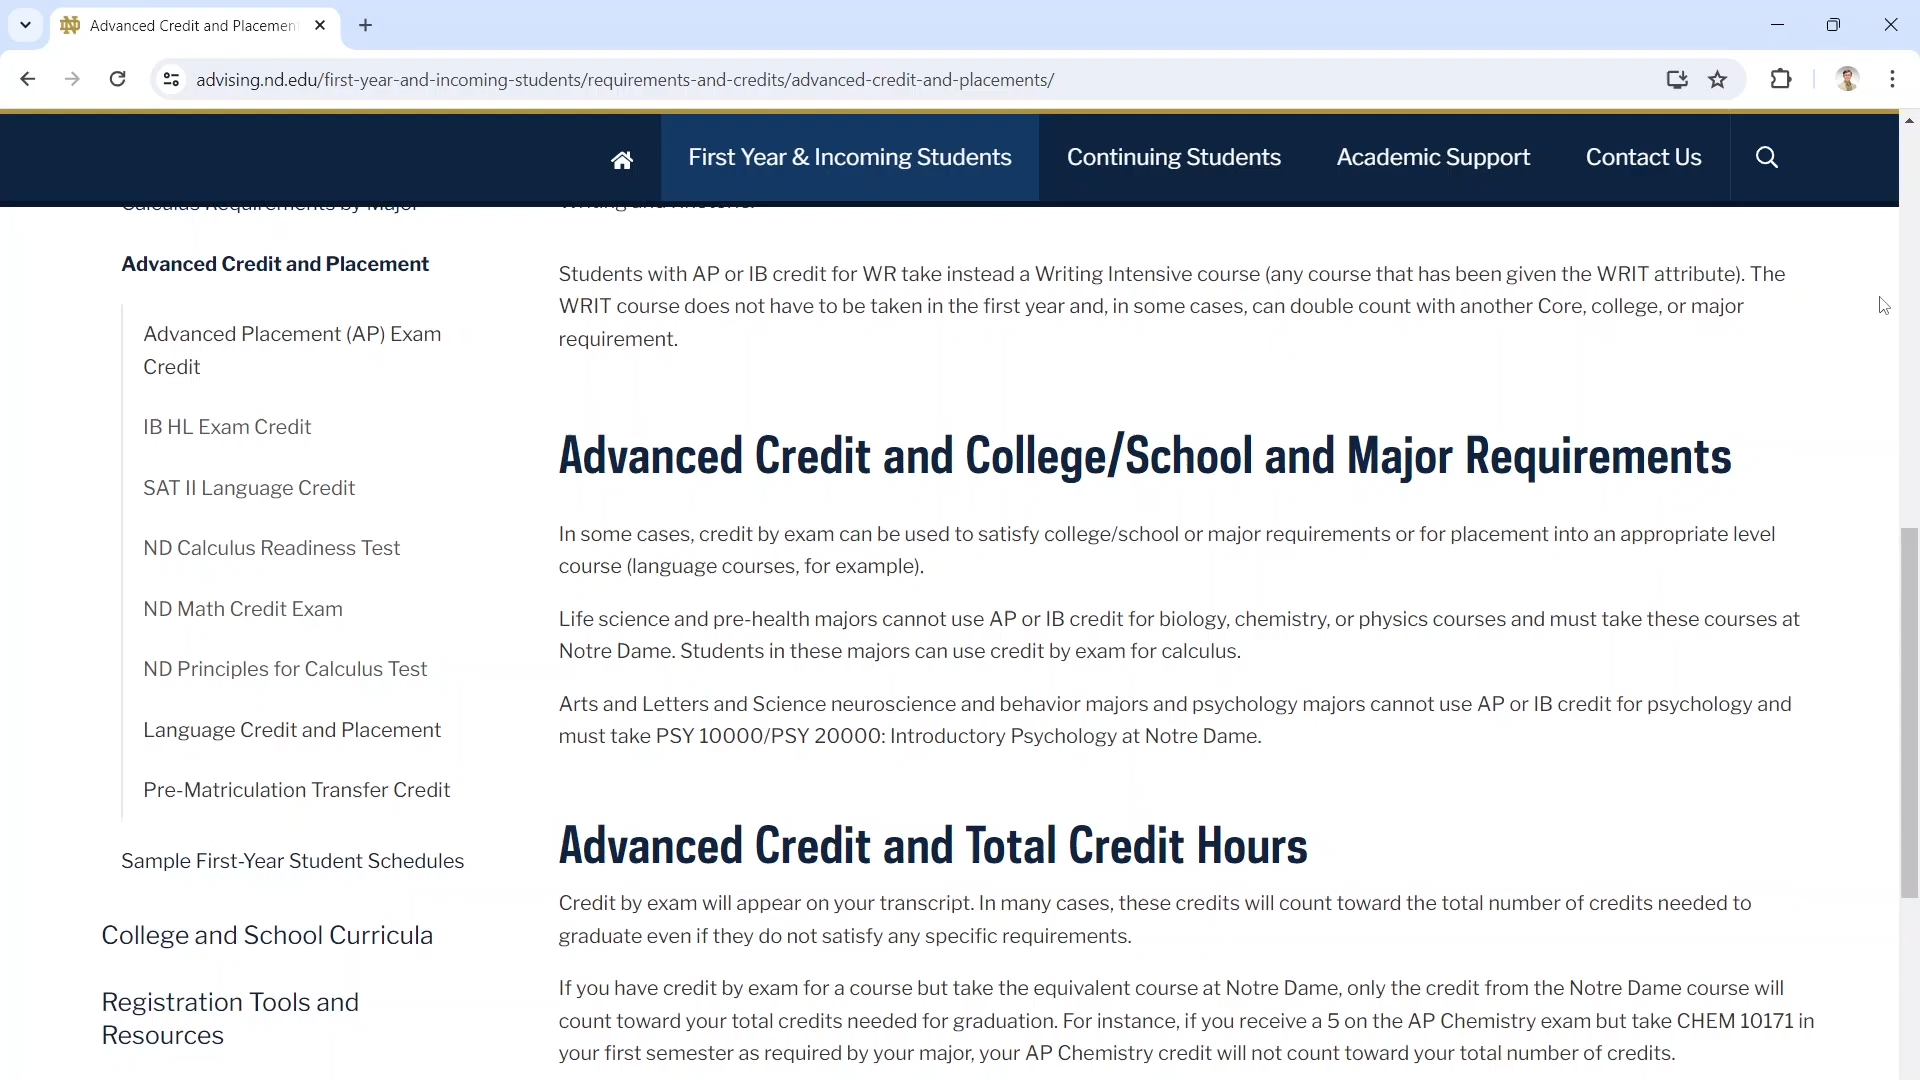 Advanced Credit and Placemen
advising.nd.edu/first-year-and-incoming-students/requirements-and-credits/advanced-credit-and-placements/
First Year & Incoming Students
Continuing Students
Academic Support
Contact Us
Calculus Requirements by Major
Advanced Credit and Placement
Advanced Placement (AP) Exam
Credit
IB HL Exam Credit
SAT II Language Credit
ND Calculus Readiness Test
ND Math Credit Exam
ND Principles for Calculus Test
Language Credit and Placement
Pre-Matriculation Transfer Credit
Sample First-Year Student Schedules
College and School Curricula
Registration Tools and
Resources
Writing and Rhetoric.
Students with AP or IB credit for WR take instead a Writing Intensive course (any course that has been given the WRIT attribute). The
WRIT course does not have to be taken in the first year and, in some cases, can double count with another Core, college, or major
requirement.
Advanced Credit and College/School and Major Requirements
In some cases, credit by exam can be used to satisfy college/school or major requirements or for placement into an appropriate level
course (language courses, for example).
Life science and pre-health majors cannot use AP or IB credit for biology, chemistry, or physics courses and must take these courses at
Notre Dame. Students in these majors can use credit by exam for calculus.
Arts and Letters and Science neuroscience and behavior majors and psychology majors cannot use AP or IB credit for psychology and
must take PSY 10000/PSY 20000: Introductory Psychology at Notre Dame.
Advanced Credit and Total Credit Hours
Credit by exam will appear on your transcript. In many cases, these credits will count toward the total number of credits needed to
graduate even if they do not satisfy any specific requirements.
If you have credit by exam for a course but take the equivalent course at Notre Dame, only the credit from the Notre Dame course will
count toward your total credits needed for graduation. For instance, if you receive a 5 on the AP Chemistry exam but take CHEM 10171 in
your first semester as required by your major, your AP Chemistry credit will not count toward your total number of credits.